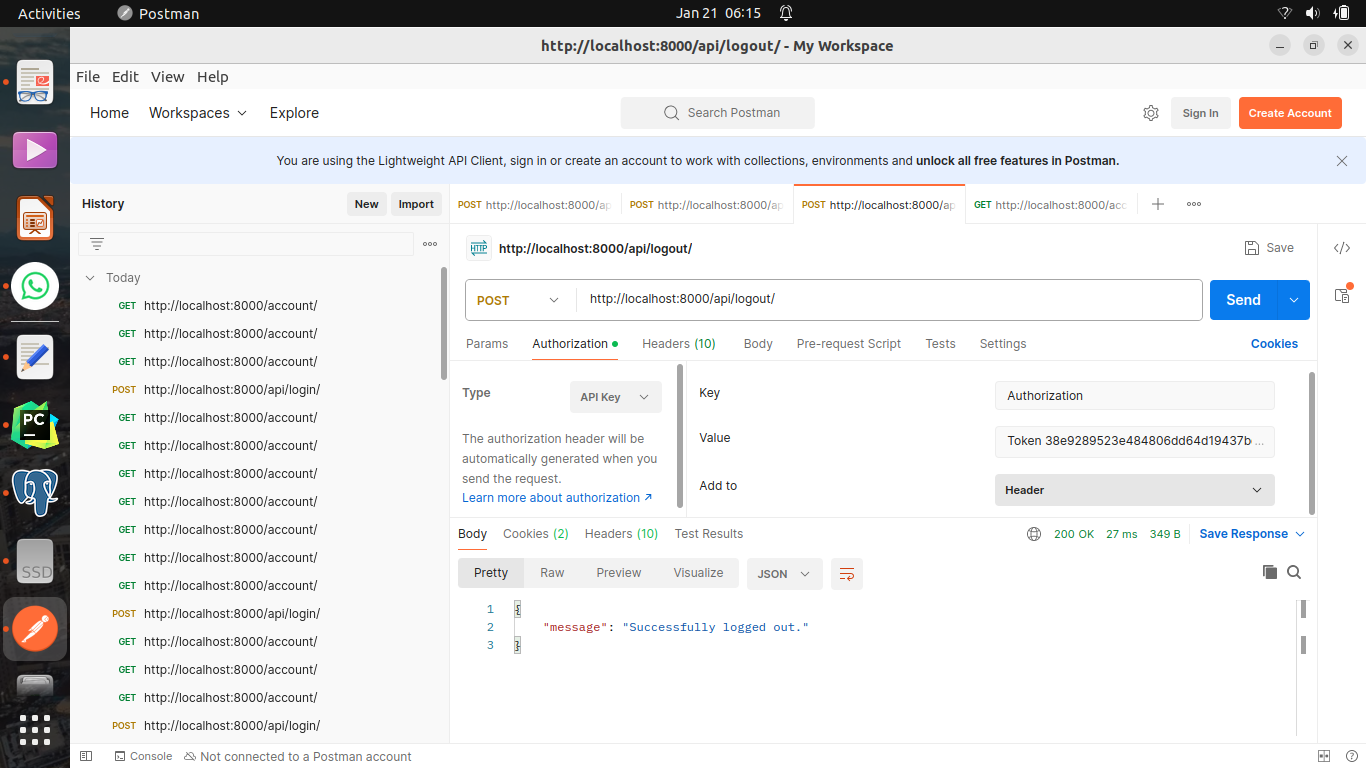 Activities Postman Jan 21 06:15
http://localhost:8000/api/logout/ - My Workspace
File Edit View Help
Home Workspaces Explore Search Postman Sign In Create Account
You are using the Lightweight API Client, sign in or create an account to work with collections, environments and unlock all free features in Postman.
History New Import
POST http://localhost:8000/ap POST http://localhost:8000/ap POST http://localhost:8000/ap GET http://localhost:8000/acc
HTTP http://localhost:8000/api/logout/ Save
Today
GET http://localhost:8000/account/
GET http://localhost:8000/account/
GET http://localhost:8000/account/
POST http://localhost:8000/api/login/
GET http://localhost:8000/account/
GET http://localhost:8000/account/
GET http://localhost:8000/account/
GET http://localhost:8000/account/
GET http://localhost:8000/account/
GET http://localhost:8000/account/
GET http://localhost:8000/account/
POST http://localhost:8000/api/login/
GET http://localhost:8000/account/
GET http://localhost:8000/account/
GET http://localhost:8000/account/
POST http://localhost:8000/api/login/
POST http://localhost:8000/api/logout/ Send
Params Authorization Headers (10) Body Pre-request Script Tests Settings Cookies
Type API Key
The authorization header will be
automatically generated when you
send the request.
Learn more about authorization ↗
Key Authorization
Value Token 38e9289523e484806dd64d19437b ...
Add to Header
Body Cookies (2) Headers (10) Test Results 200 OK 27 ms 349 B Save Response
Pretty Raw Preview Visualize JSON
1 {
2 "message": "Successfully logged out."
3 }
PC
SSD
Console Not connected to a Postman account